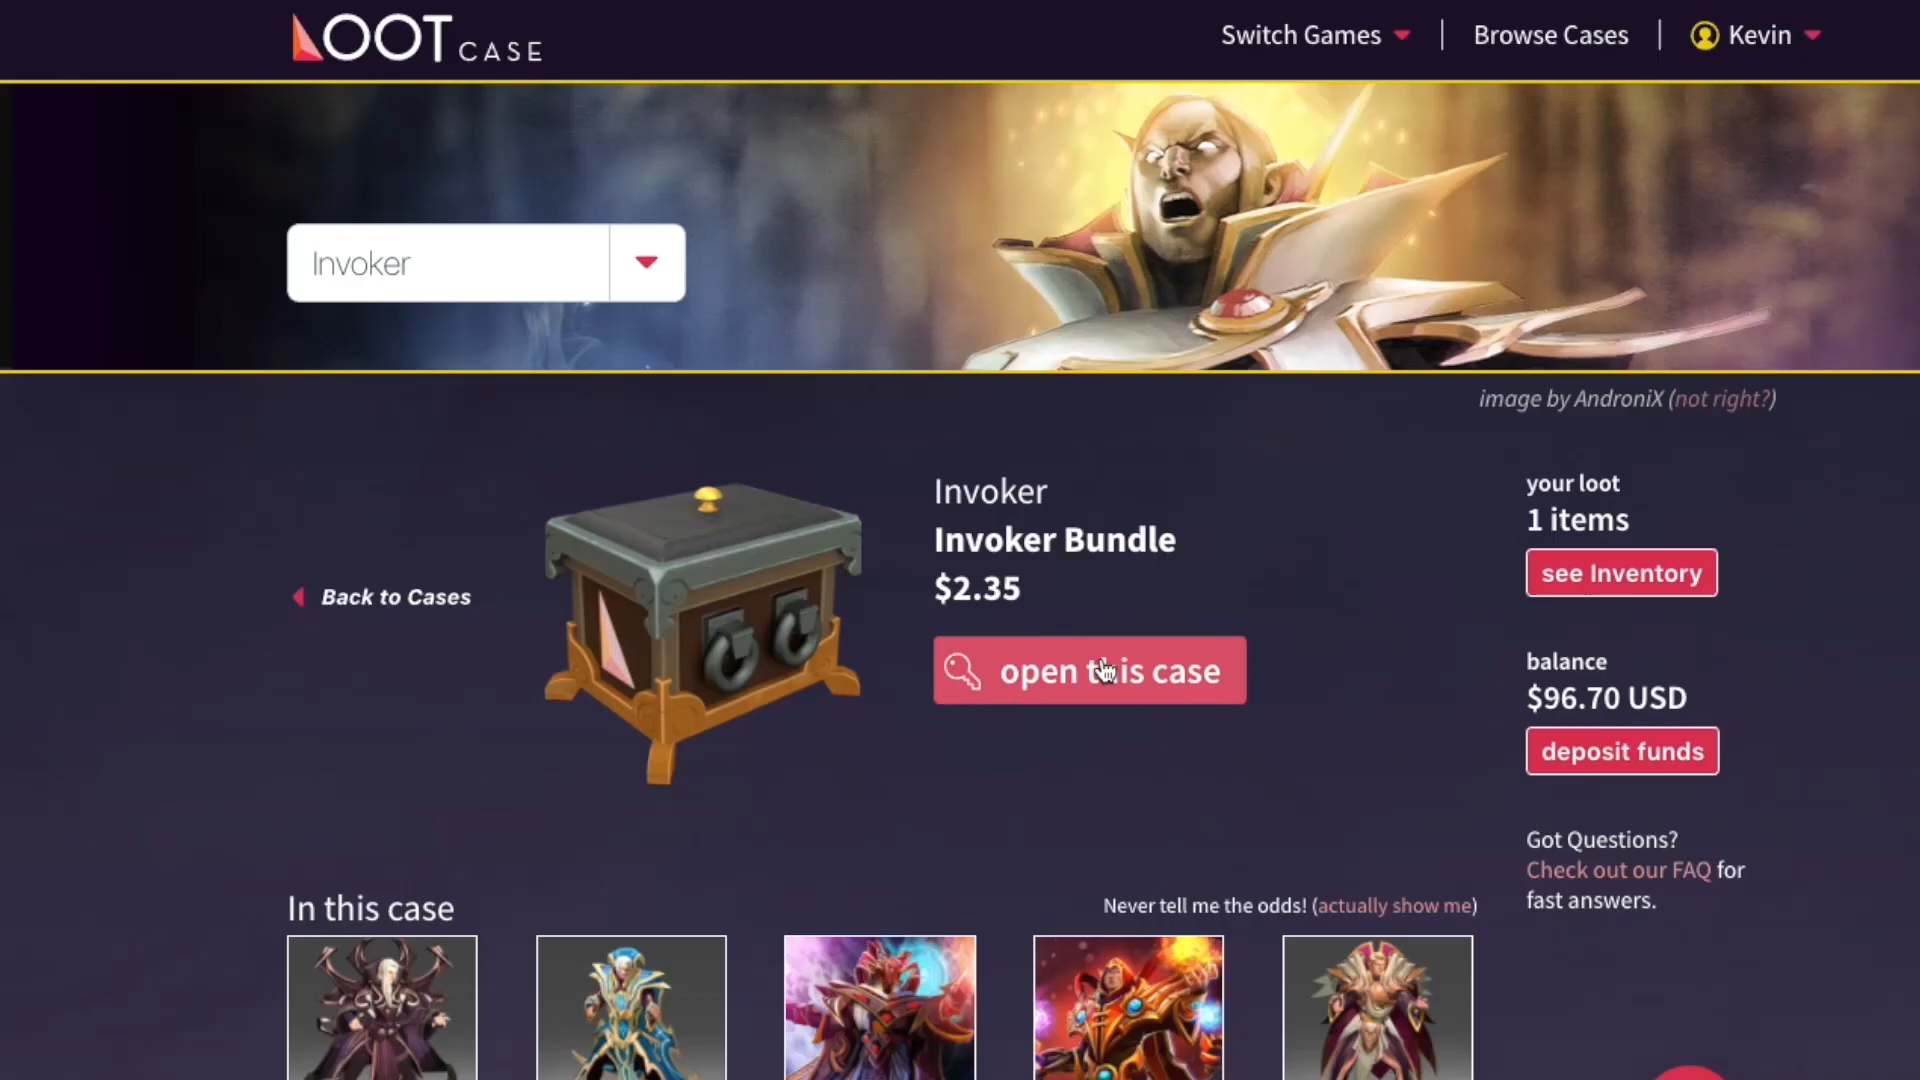 LOOT CASE
Switch Games
Browse Cases
Kevin
Invoker
image by AndroniX (not right?)
Invoker
Invoker Bundle
$2.35
open this case
Back to Cases
your loot
1 items
see Inventory
balance
$96.70 USD
deposit funds
Got Questions?
Check out our FAQ for
fast answers.
In this case
Never tell me the odds! (actually show me)